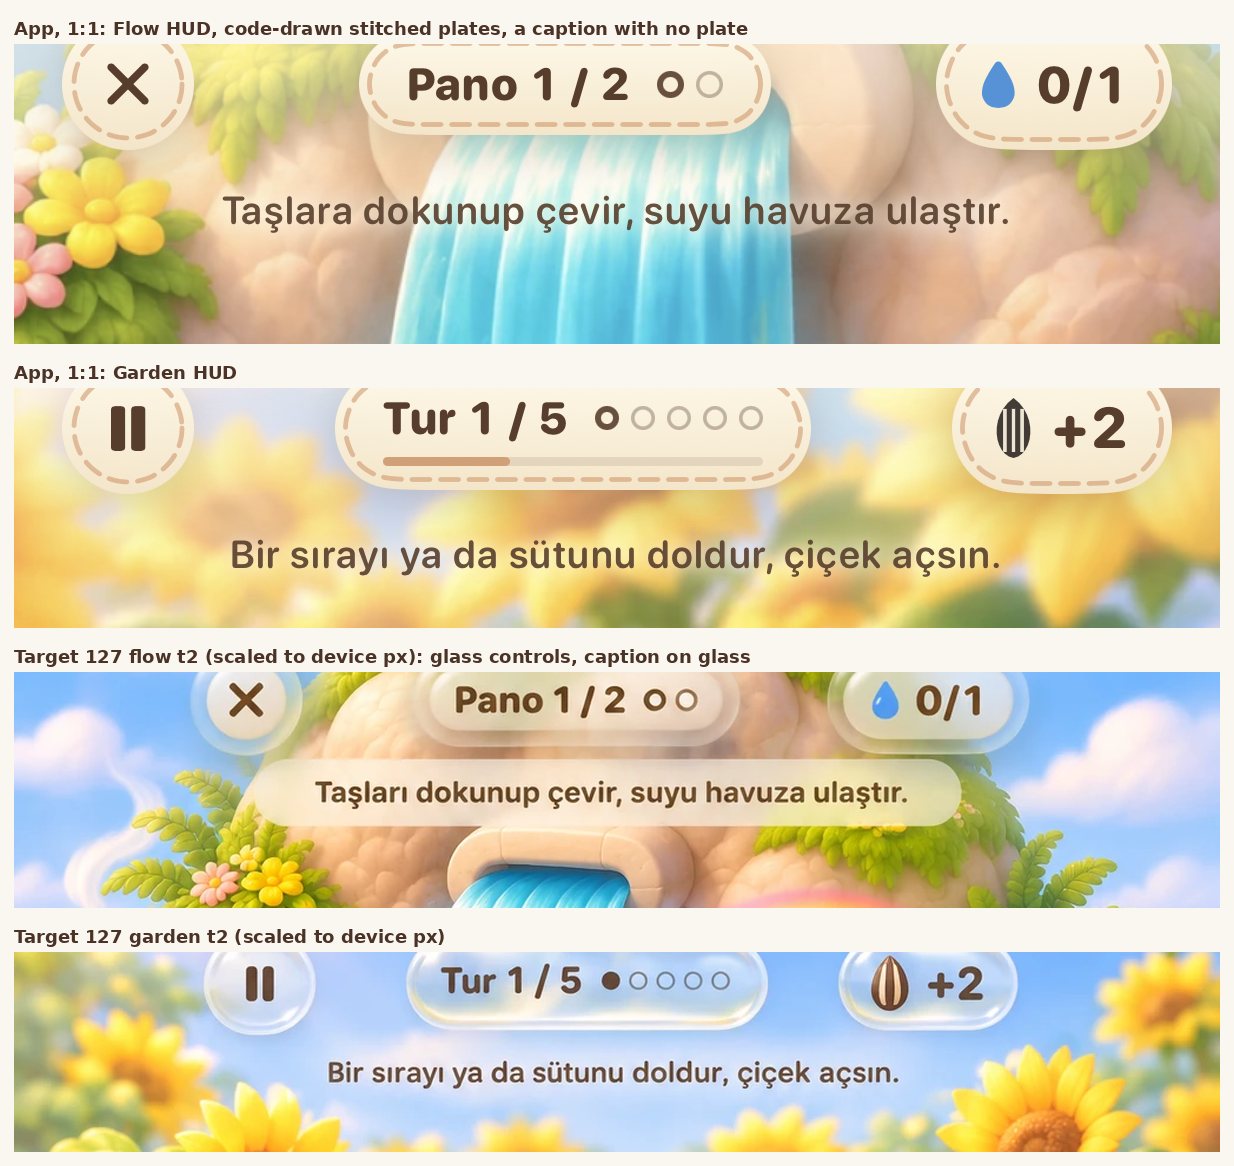 App, 1:1: Flow HUD, code-drawn stitched plates, a caption with no plate
Pano 1 / 2
0/1
Taşlara dokunup çevir, suyu havuza ulaştır.
App, 1:1: Garden HUD
Tur 1 / 5
+2
Bir sırayı ya da sütunu doldur, çiçek açsın.
Target 127 flow t2 (scaled to device px): glass controls, caption on glass
Pano 1 / 2
0/1
Taşları dokunup çevir, suyu havuza ulaştır.
Target 127 garden t2 (scaled to device px)
Tur 1 / 5
+2
Bir sırayı ya da sütunu doldur, çiçek açsın.